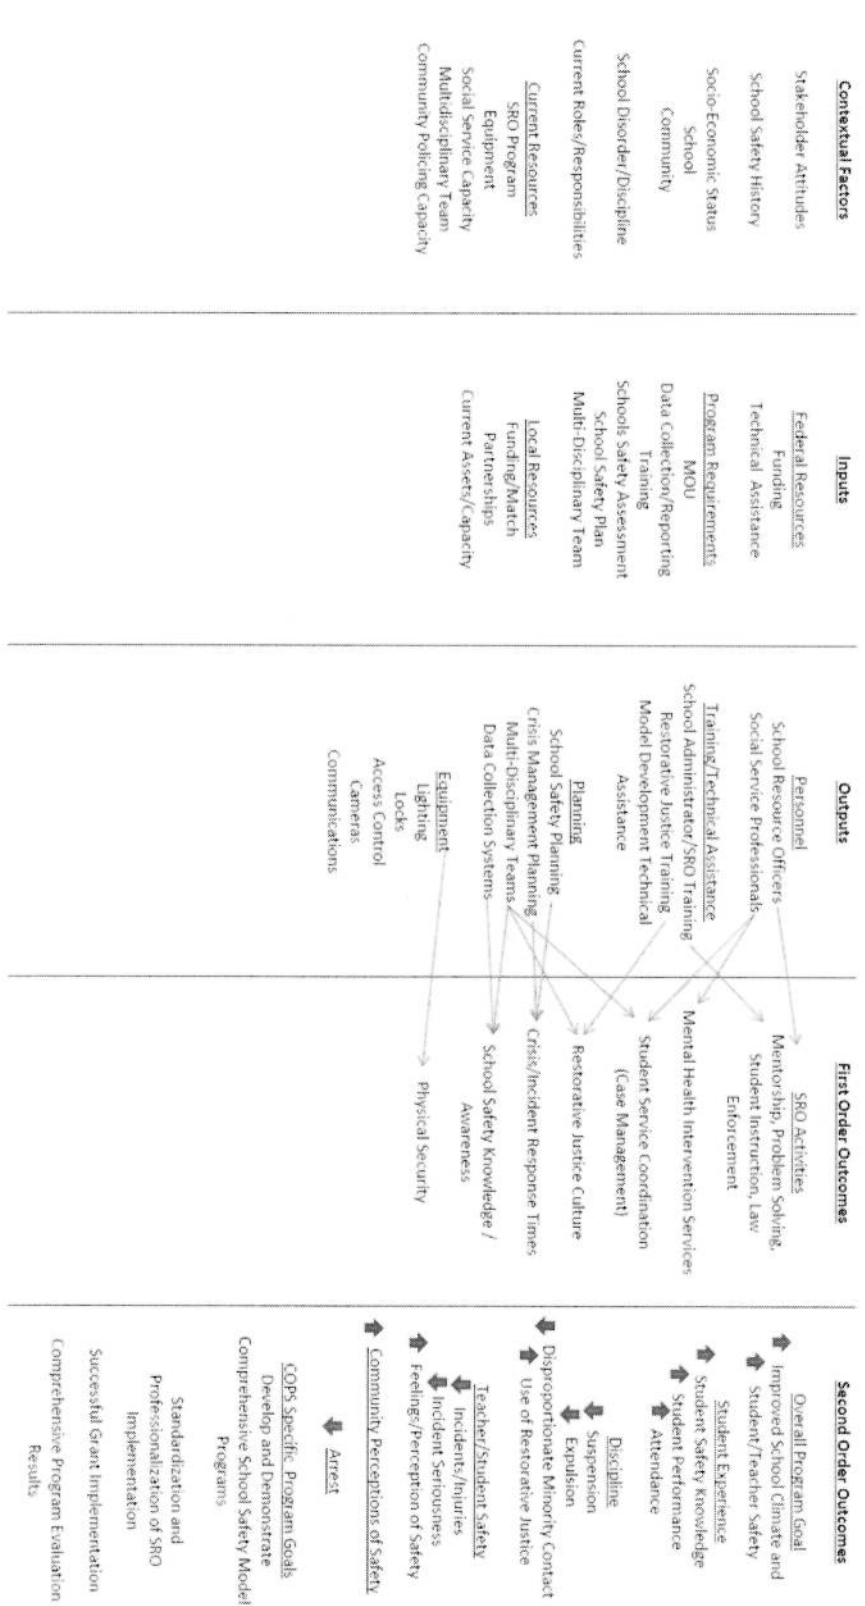 Contextual Factors
Stakeholder Attitudes
School Safety History
Socio-Economic Status
School
Community
School Disorder/Discipline
Current Roles/Responsibilities
Current Resources
SRO Program
Equipment
Social Service Capacity
Multidisciplinary Team
Community Policing Capacity
Inputs
Federal Resources
Funding
Technical Assistance
Program Requirements
MOU
Data Collection/Reporting
Training
Schools Safety Assessment
School Safety Plan
Multi-Disciplinary Team
Local Resources
Funding/Match
Partnerships
Current Assets/Capacity
Outputs
Personnel
School Resource Officers
Social Service Professionals
Training/Technical Assistance
School Administrator/SRO Training
Restorative Justice Training
Model Development Technical
Assistance
Planning
School Safety Planning
Crisis Management Planning
Multi-Disciplinary Teams
Data Collection Systems
Equipment
Lighting
Locks
Access Control
Cameras
Communications
First Order Outcomes
SRO Activities
Mentorship, Problem Solving,
Student Instruction, Law
Enforcement
Mental Health Intervention Services
Student Service Coordination
(Case Management)
Restorative Justice Culture
Crisis/Incident Response Times
School Safety Knowledge /
Awareness
Physical Security
Second Order Outcomes
Overall Program Goal
Improved School Climate and
Student/Teacher Safety
Student Experience
Student Safety Knowledge
Student Performance
Attendance
Discipline
Suspension
Expulsion
Disproportionate Minority Contact
Use of Restorative Justice
Teacher/Student Safety
Incidents/Injuries
Incident Seriousness
Feelings/Perception of Safety
Community Perceptions of Safety
Arrest
COPS Specific Program Goals
Develop and Demonstrate
Comprehensive School Safety Model
Programs
Standardization and
Professionalization of SRO
Implementation
Successful Grant Implementation
Comprehensive Program Evaluation
Results